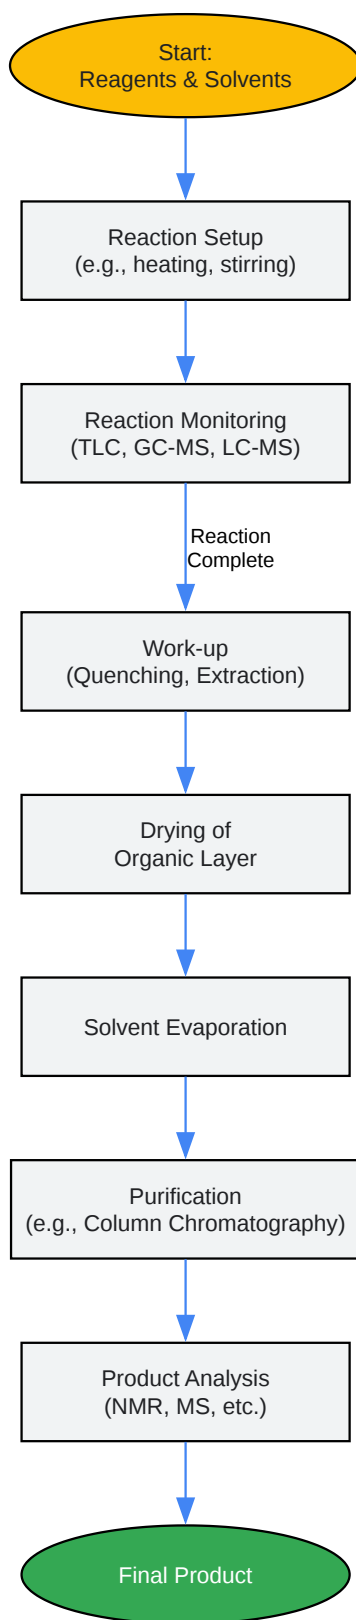 Start:
Reagents & Solvents
Reaction Setup
(e.g., heating, stirring)
Reaction Monitoring
(TLC, GC-MS, LC-MS)
Reaction
Complete
Work-up
(Quenching, Extraction)
Drying of
Organic Layer
Solvent Evaporation
Purification
(e.g., Column Chromatography)
Product Analysis
(NMR, MS, etc.)
Final Product